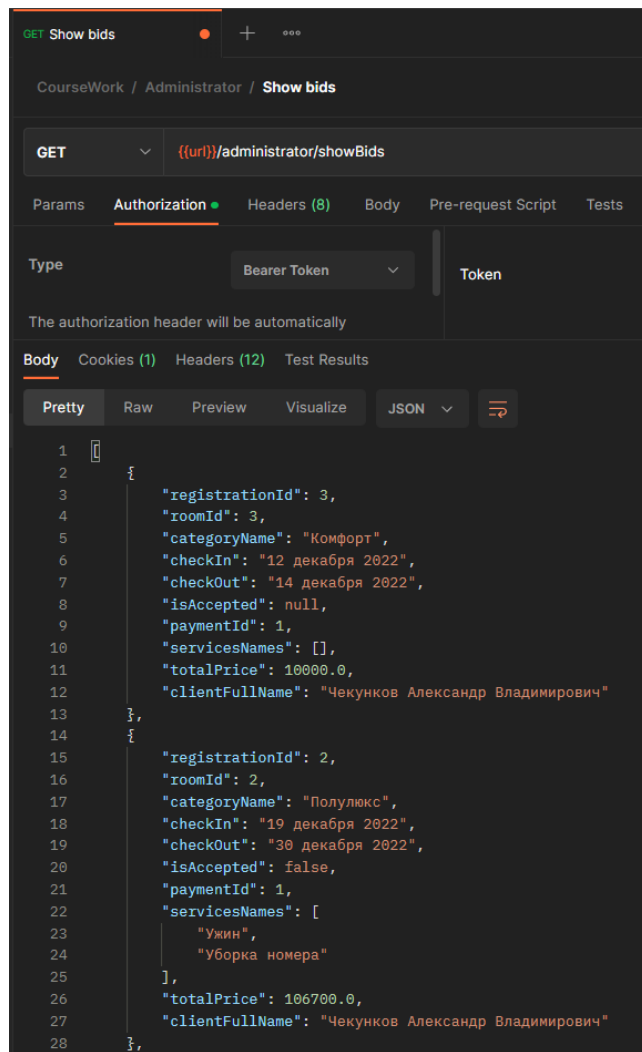 GET Show bids
CourseWork / Administrator / Show bids
GET {{url}}/administrator/showBids
Params Authorization Headers (8) Body Pre-request Script Tests
Type Bearer Token Token
The authorization header will be automatically
Body Cookies (1) Headers (12) Test Results
Pretty Raw Preview Visualize JSON
1 [
2 {
3 "registrationId": 3,
4 "roomId": 3,
5 "categoryName": "Комфорт",
6 "checkIn": "12 декабря 2022",
7 "checkOut": "14 декабря 2022",
8 "isAccepted": null,
9 "paymentId": 1,
10 "servicesNames": [],
11 "totalPrice": 10000.0,
12 "clientFullName": "Чекунков Александр Владимирович"
13 },
14 {
15 "registrationId": 2,
16 "roomId": 2,
17 "categoryName": "Полулюкс",
18 "checkIn": "19 декабря 2022",
19 "checkOut": "30 декабря 2022",
20 "isAccepted": false,
21 "paymentId": 1,
22 "servicesNames": [
23 "Ужин",
24 "Уборка номера"
25 ],
26 "totalPrice": 106700.0,
27 "clientFullName": "Чекунков Александр Владимирович"
28 },